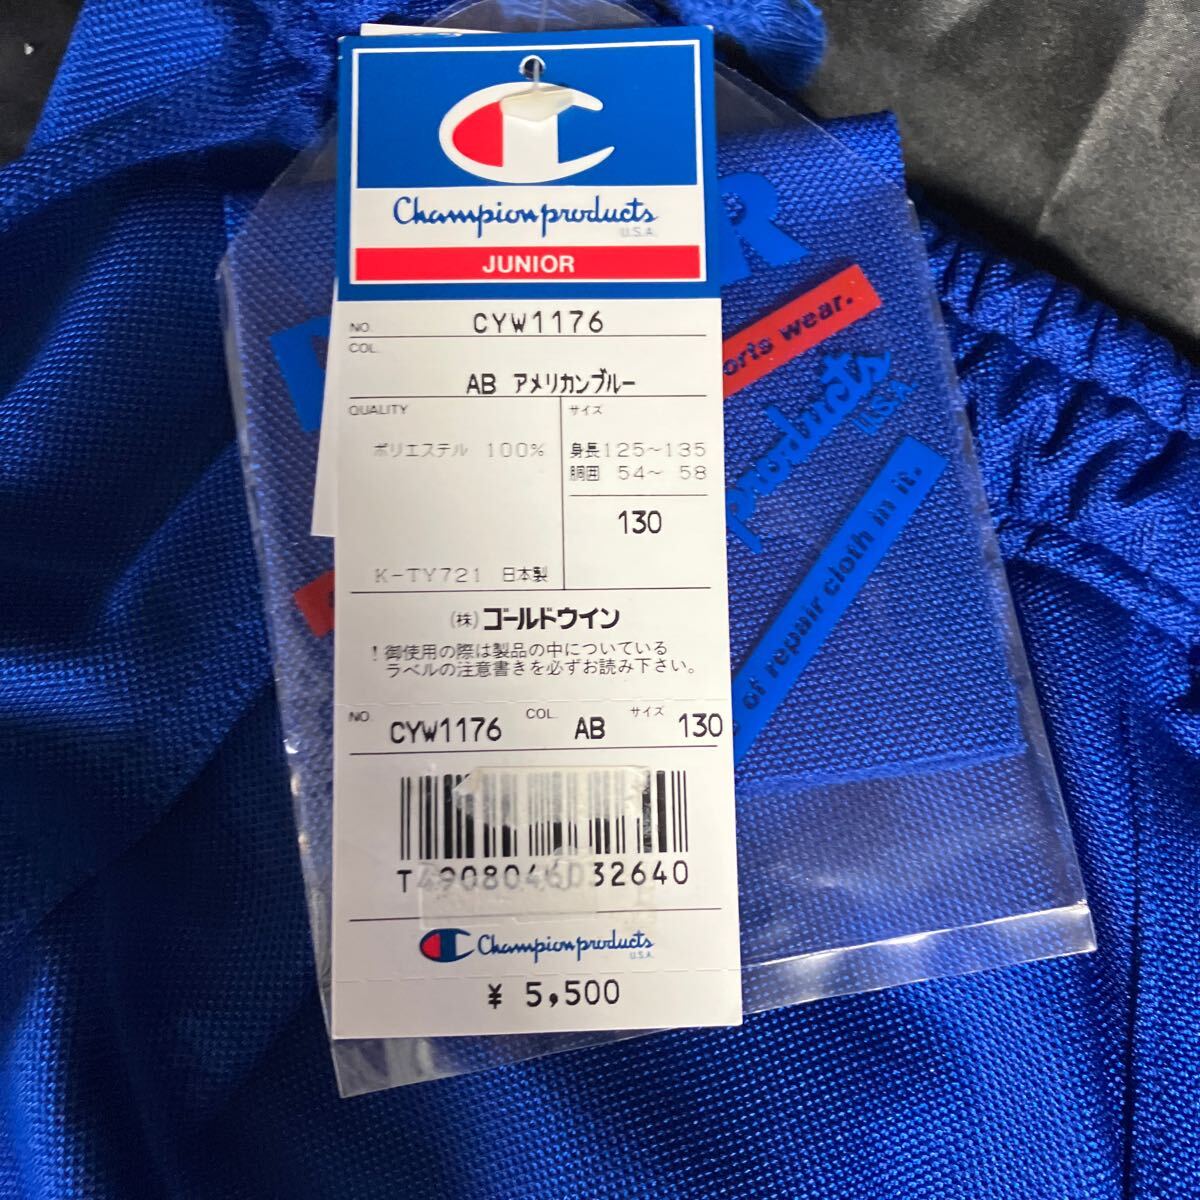 Champion products
U.S.A.
JUNIOR
NO. CYW1176
COL.
AB アメリカンブルー
QUALITY
ポリエステル 100%
K-TY721 日本製
サイズ
身長125~135
胴囲 54~ 58
130
(株)ゴールドウイン
!御使用の際は製品の中についている
ラベルの注意書きを必ずお読み下さい。
NO. CYW1176 COL. AB サイズ 130
T4908046032640
Champion products
U.S.A.
¥ 5,500
R
orts wear.
products
U.S.A
of repair cloth in it.